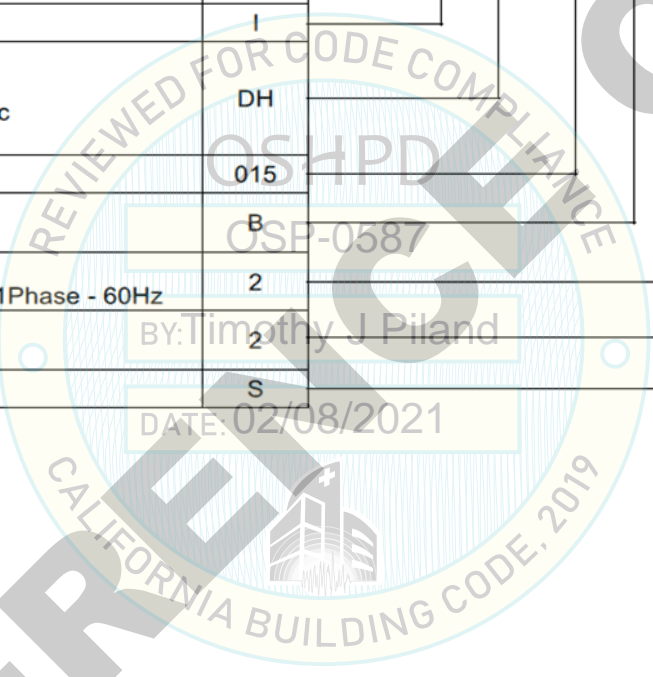 I
c
DH
015
B
2
1Phase - 60Hz
2
S
REVIEWED FOR CODE COMPLIANCE
OSHPD
OSP-0587
BY: Timothy J Piland
DATE: 02/08/2021
CALIFORNIA BUILDING CODE, 2019
RENCE